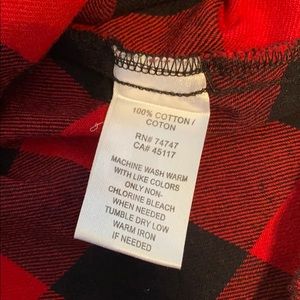 100% COTTON/
COTON
RN# 74747
CA# 45117
MACHINE WASH WARM
WITH LIKE COLORS
ONLY NON-
CHLORINE BLEACH
WHEN NEEDED
TUMBLE DRY LOW
WARM IRON
IF NEEDED